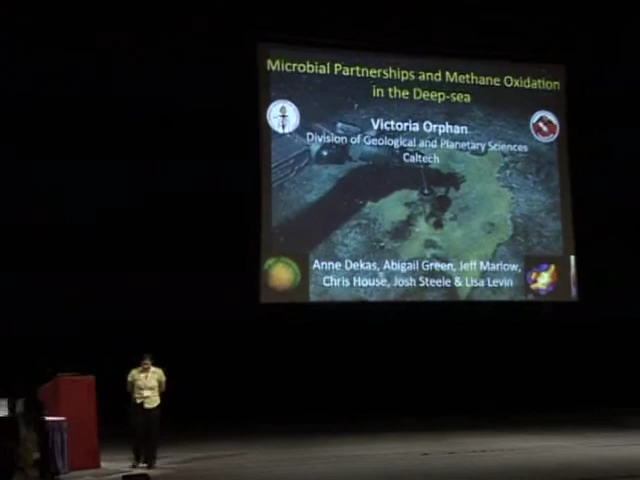 Microbial Partnerships and Methane Oxidation
in the Deep-sea
Victoria Orphan
Division of Geological and Planetary Sciences
Caltech
Anne Dekas, Abigail Green, Jeff Marlow,
Chris House, Josh Steele & Lisa Levin